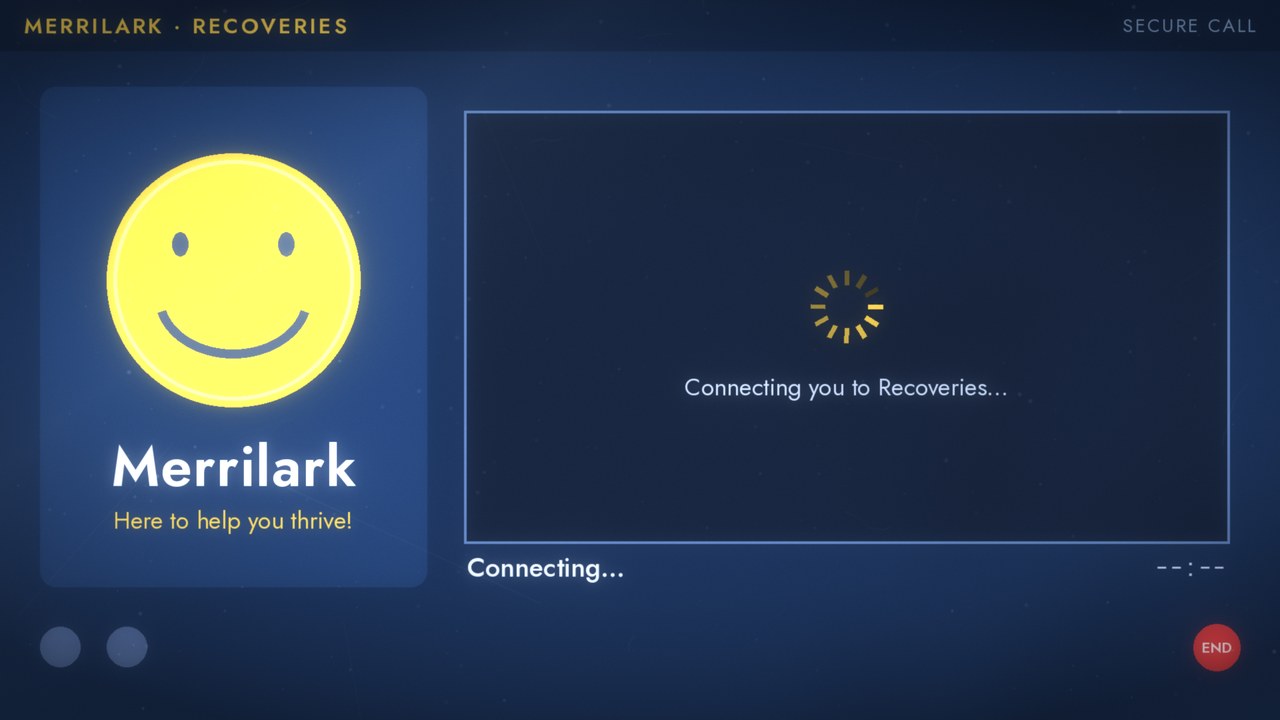 MERRILARK · RECOVERIES
SECURE CALL
Merrilark
Here to help you thrive!
Connecting you to Recoveries...
Connecting...
--:--
END